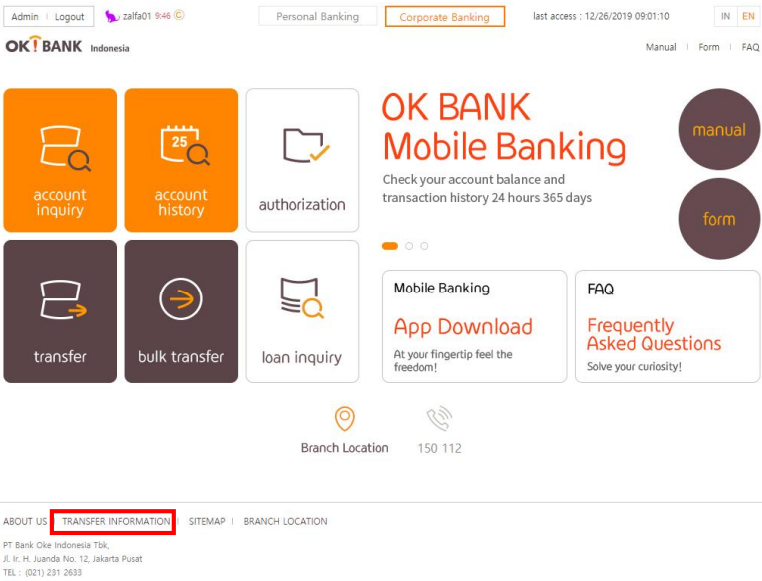 Admin Logout zalfa01 9:46 Personal Banking Corporate Banking last access : 12/26/2019 09:01:10 IN EN
OK! BANK Indonesia Manual Form FAQ
account
inquiry
25
account
history
authorization
transfer
bulk transfer
loan inquiry
OK BANK
Mobile Banking
Check your account balance and
transaction history 24 hours 365 days
manual
form
Mobile Banking
App Download
At your fingertip feel the
freedom!
FAQ
Frequently
Asked Questions
Solve your curiosity!
Branch Location
150 112
ABOUT US TRANSFER INFORMATION SITEMAP BRANCH LOCATION
PT Bank Oke Indonesia Tbk,
Jl. Ir. H. Juanda No. 12, Jakarta Pusat
TEL : (021) 231 2633